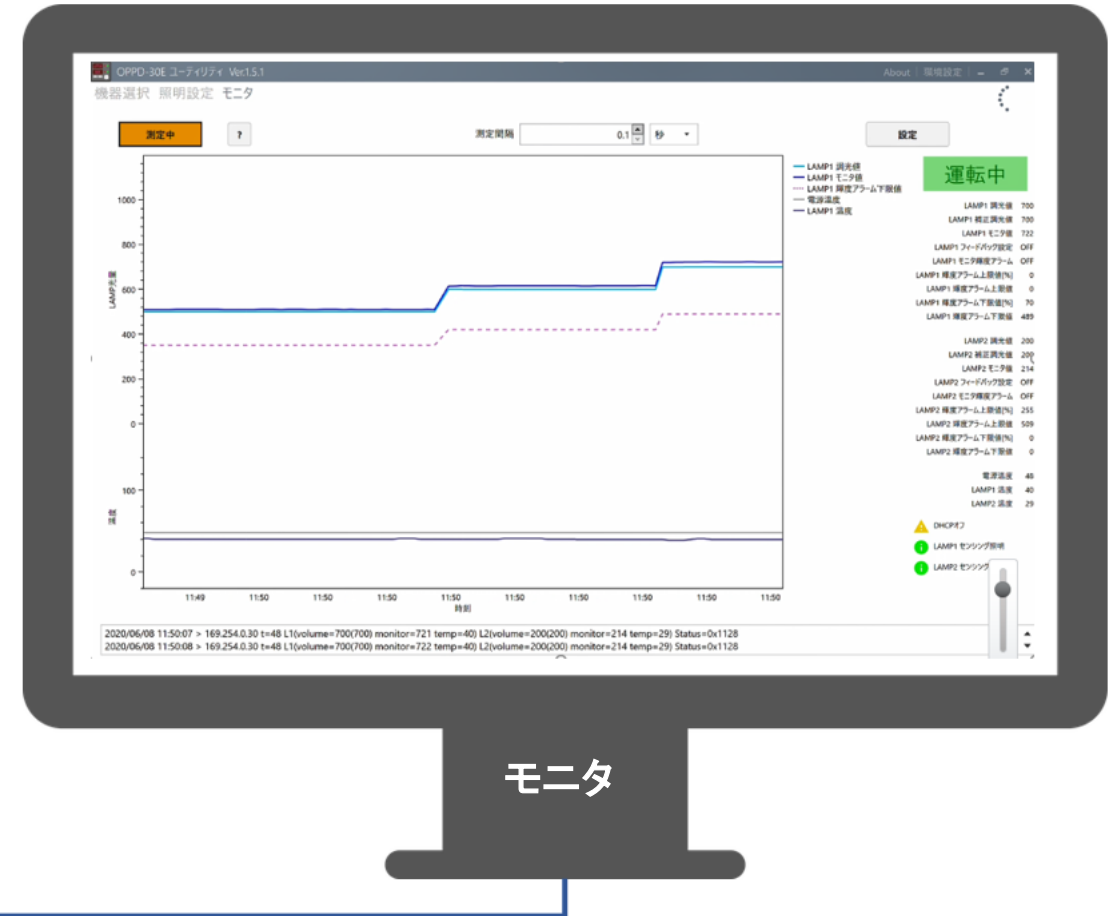 OPPD-30E ユーティリティ Ver.1.5.1
About 環境設定
機器選択 照明設定 モニタ
測定中 ? 測定間隔 0.1 秒 設定
運転中
LAMP1 調光値
LAMP1 モニタ値
LAMP1 輝度アラーム下限値
電源温度
LAMP1 温度
1000
800
600
400
200
0
LAMP光量
100
0
温度
11:49 11:50 11:50 11:50 11:50 11:50 11:50 11:50 11:50 11:50
時刻
LAMP1 調光値 700
LAMP1 補正調光値 700
LAMP1 モニタ値 722
LAMP1 フィードバック設定 OFF
LAMP1 モニタ輝度アラーム OFF
LAMP1 輝度アラーム上限値(%) 0
LAMP1 輝度アラーム上限値 0
LAMP1 輝度アラーム下限値(%) 70
LAMP1 輝度アラーム下限値 489
LAMP2 調光値 200
LAMP2 補正調光値 200
LAMP2 モニタ値 214
LAMP2 フィードバック設定 OFF
LAMP2 モニタ輝度アラーム OFF
LAMP2 輝度アラーム上限値(%) 255
LAMP2 輝度アラーム上限値 509
LAMP2 輝度アラーム下限値(%) 0
LAMP2 輝度アラーム下限値 0
電源温度 48
LAMP1 温度 40
LAMP2 温度 29
DHCPオフ
LAMP1 センシング照明
LAMP2 センシング
2020/06/08 11:50:07 > 169.254.0.30 t=48 L1(volume=700(700) monitor=721 temp=40) L2(volume=200(200) monitor=214 temp=29) Status=0x1128
2020/06/08 11:50:08 > 169.254.0.30 t=48 L1(volume=700(700) monitor=722 temp=40) L2(volume=200(200) monitor=214 temp=29) Status=0x1128
モニタ